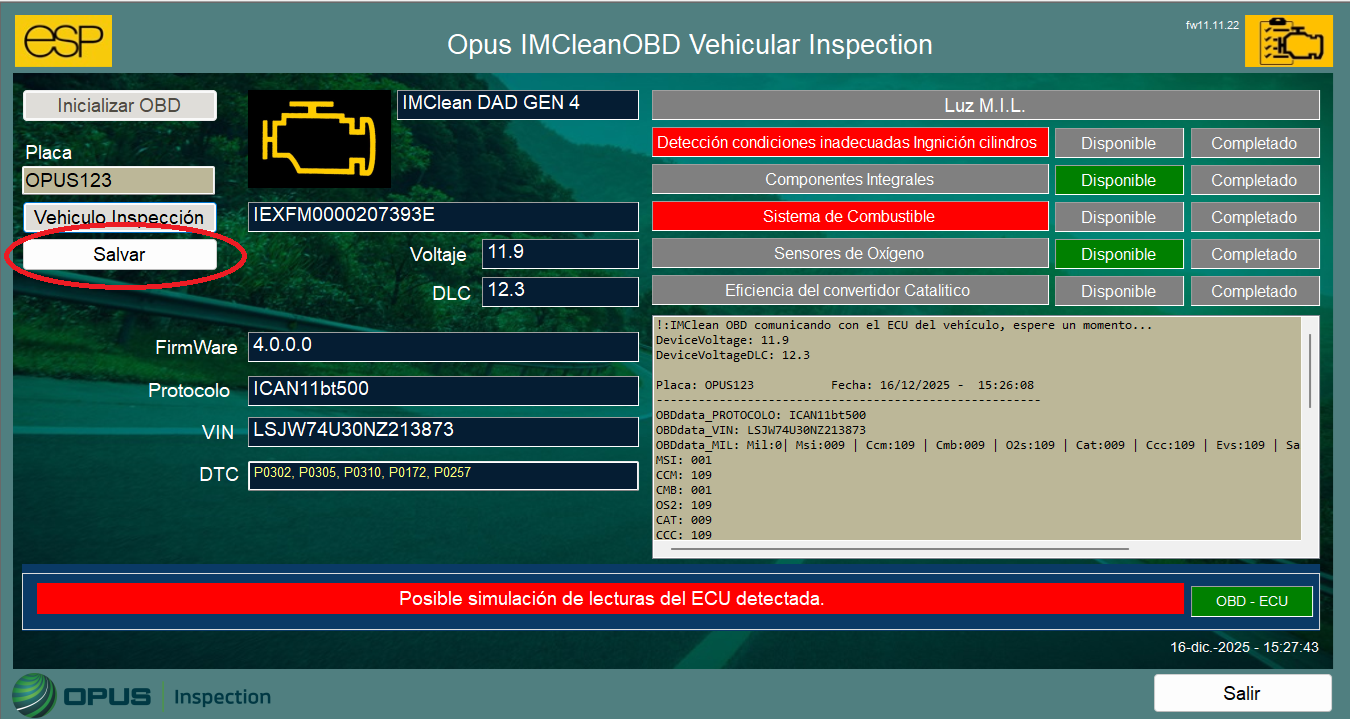 esp
Opus IMCleanOBD Vehicular Inspection
fw11.11.22
Inicializar OBD
IMClean DAD GEN 4
Placa
OPUS123
Vehiculo Inspección
IEXFM0000207393E
Salvar
Voltaje 11.9
DLC 12.3
FirmWare 4.0.0.0
Protocolo ICAN11bt500
VIN LSJW74U30NZ213873
DTC P0302, P0305, P0310, P0172, P0257
Luz M.I.L.
Detección condiciones inadecuadas Ingnición cilindros Disponible Completado
Componentes Integrales Disponible Completado
Sistema de Combustible Disponible Completado
Sensores de Oxígeno Disponible Completado
Eficiencia del convertidor Catalitico Disponible Completado
!:IMClean OBD comunicando con el ECU del vehículo, espere un momento...
DeviceVoltage: 11.9
DeviceVoltageDLC: 12.3
Placa: OPUS123 Fecha: 16/12/2025 - 15:26:08
----------------------------------------------------
OBDdata_PROTOCOLO: ICAN11bt500
OBDdata_VIN: LSJW74U30NZ213873
OBDdata_MIL: Mil:0| Msi:009 | Ccm:109 | Cmb:009 | O2s:109 | Cat:009 | Ccc:109 | Evs:109 | Sa
MSI: 001
CCM: 109
CMB: 001
OS2: 109
CAT: 009
CCC: 109
Posible simulación de lecturas del ECU detectada.
OBD - ECU
16-dic.-2025 - 15:27:43
OPUS Inspection
Salir